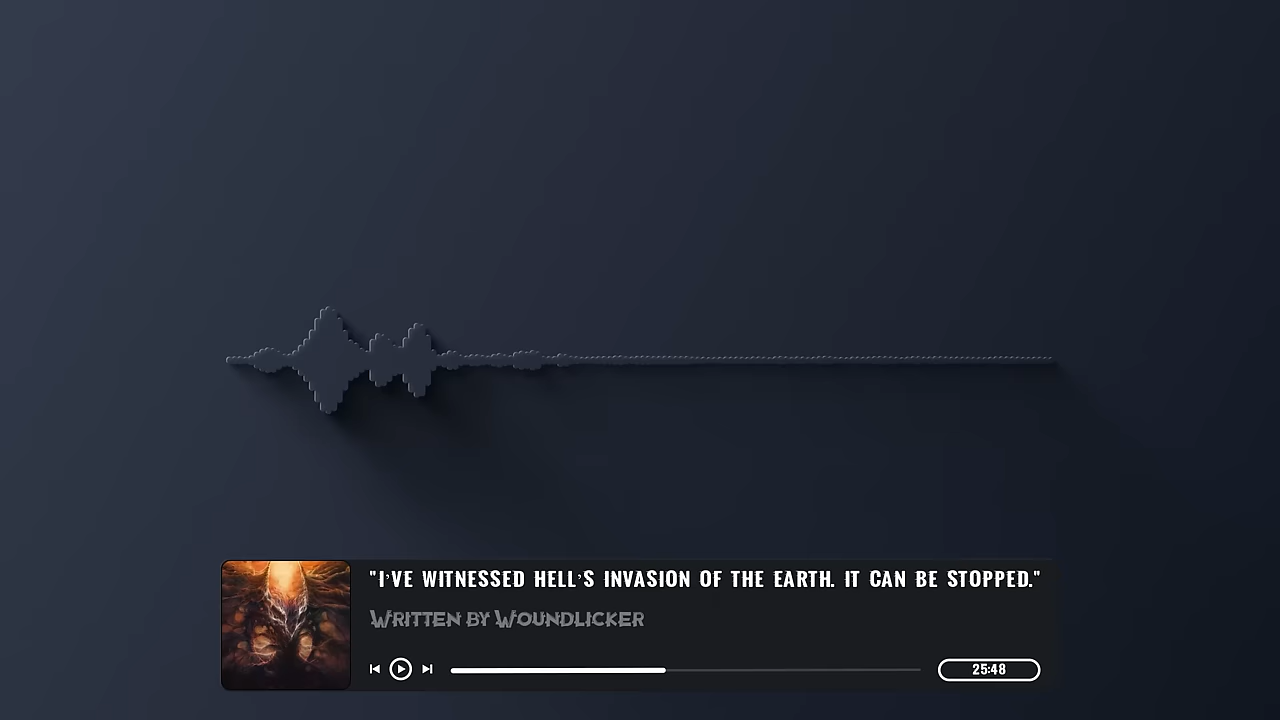 "I'VE WITNESSED HELL'S INVASION OF THE EARTH. IT CAN BE STOPPED."
WRITTEN BY WOUNDLICKER
25:48